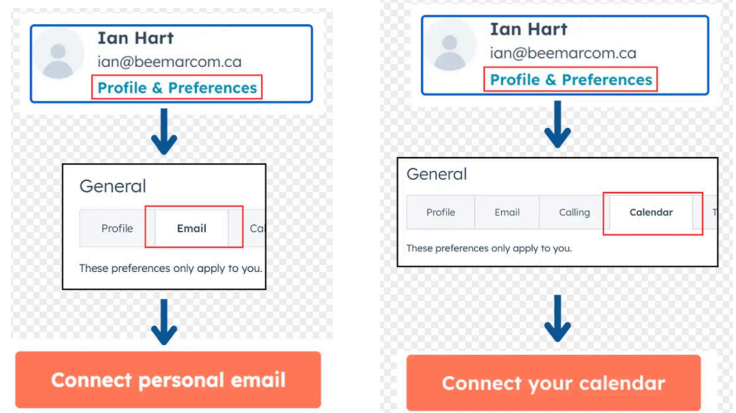 Ian Hart
ian@beemarcom.ca
Profile & Preferences
General
Profile Email Ca
These preferences only apply to you.
Connect personal email
Ian Hart
ian@beemarcom.ca
Profile & Preferences
General
Profile Email Calling Calendar T
These preferences only apply to you.
Connect your calendar